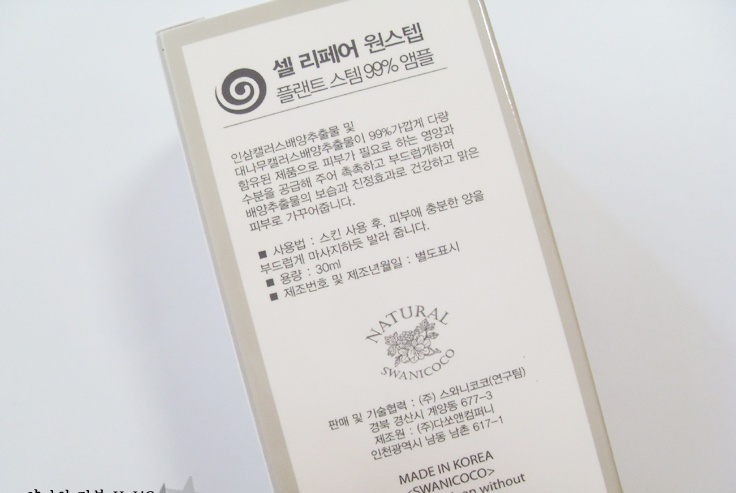 셀 리페어 원스텝
플랜트 스템 99% 앰플
인삼캘러스배양추출물 및
대나무캘러스배양추출물이 99%가깝게 다량
함유된 제품으로 피부가 필요로 하는 영양과
수분을 공급해 주어 촉촉하고 부드럽게하며
배양추출물의 보습과 진정효과로 건강하고 맑은
피부로 가꾸어줍니다.
■ 사용법 : 스킨 사용 후, 피부에 충분한 양을
부드럽게 마사지하듯 발라 줍니다.
■ 용량 : 30ml
■ 제조번호 및 제조년월일 : 별도표시
NATURAL
SWANICOCO
판매 및 기술협력 : (주) 스와니코코(연구팀)
경북 경산시 계양동 677-3
제조원 : (주)다쏘앤컴퍼니
인천광역시 남동 남촌 617-1
MADE IN KOREA
<SWANICOCO>
without